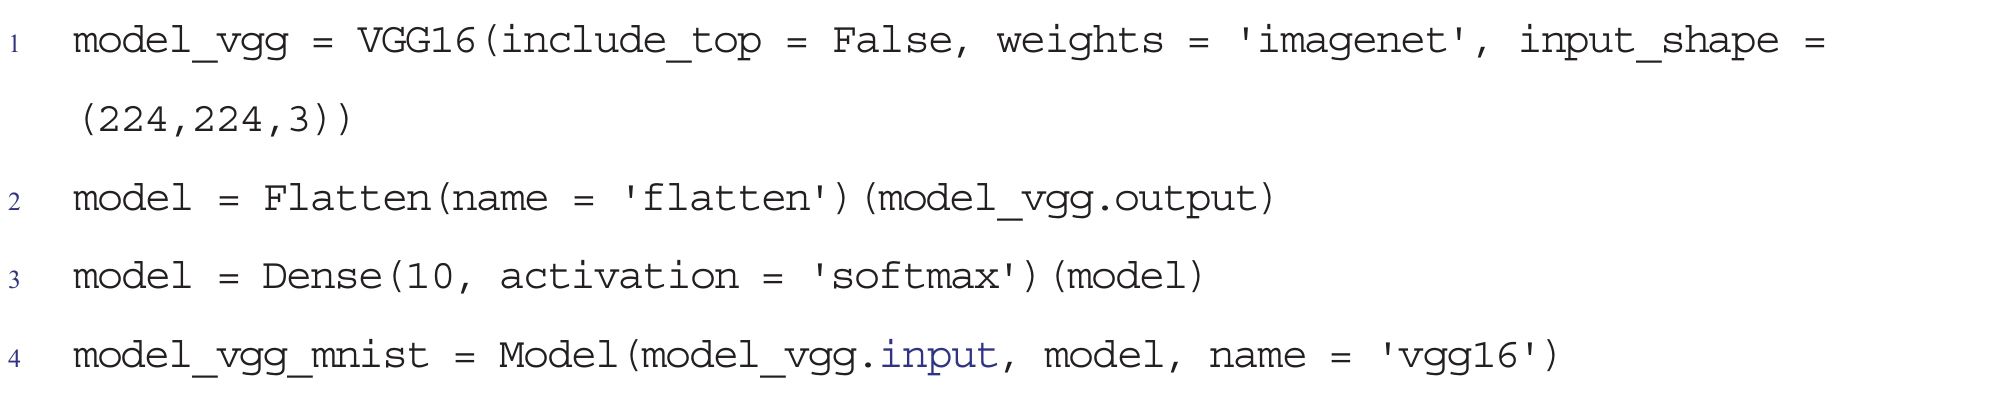 1 model_vgg = VGG16(include_top = False, weights = 'imagenet', input_shape =
(224,224,3))
2 model = Flatten(name = 'flatten')(model_vgg.output)
3 model = Dense(10, activation = 'softmax')(model)
4 model_vgg_mnist = Model(model_vgg.input, model, name = 'vgg16')